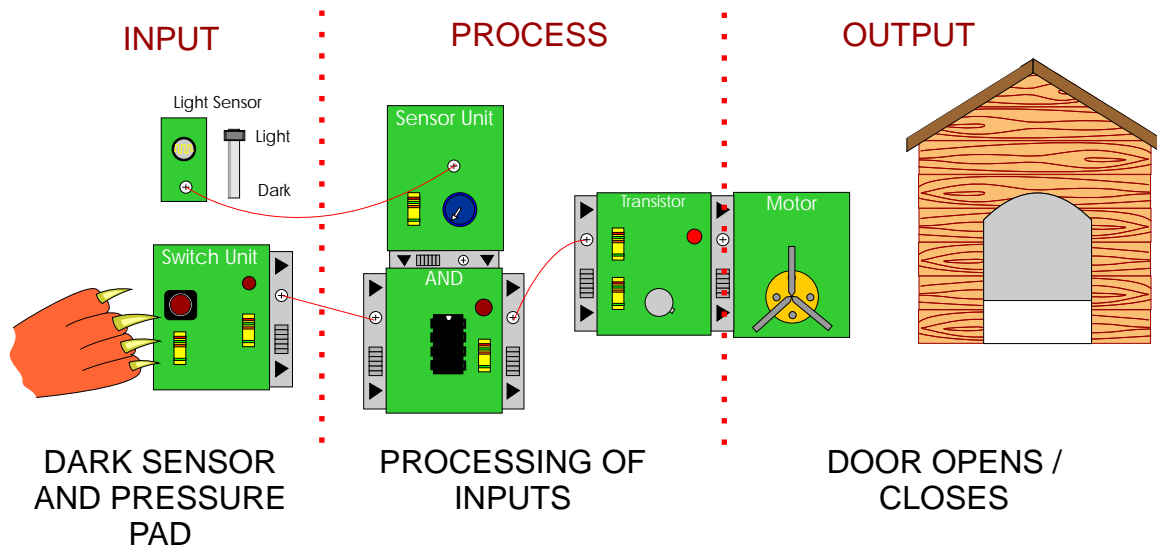 INPUT
PROCESS
OUTPUT
Light Sensor
Light
Dark
Sensor Unit
Switch Unit
AND
Transistor
Motor
DARK SENSOR
AND PRESSURE
PAD
PROCESSING OF
INPUTS
DOOR OPENS /
CLOSES